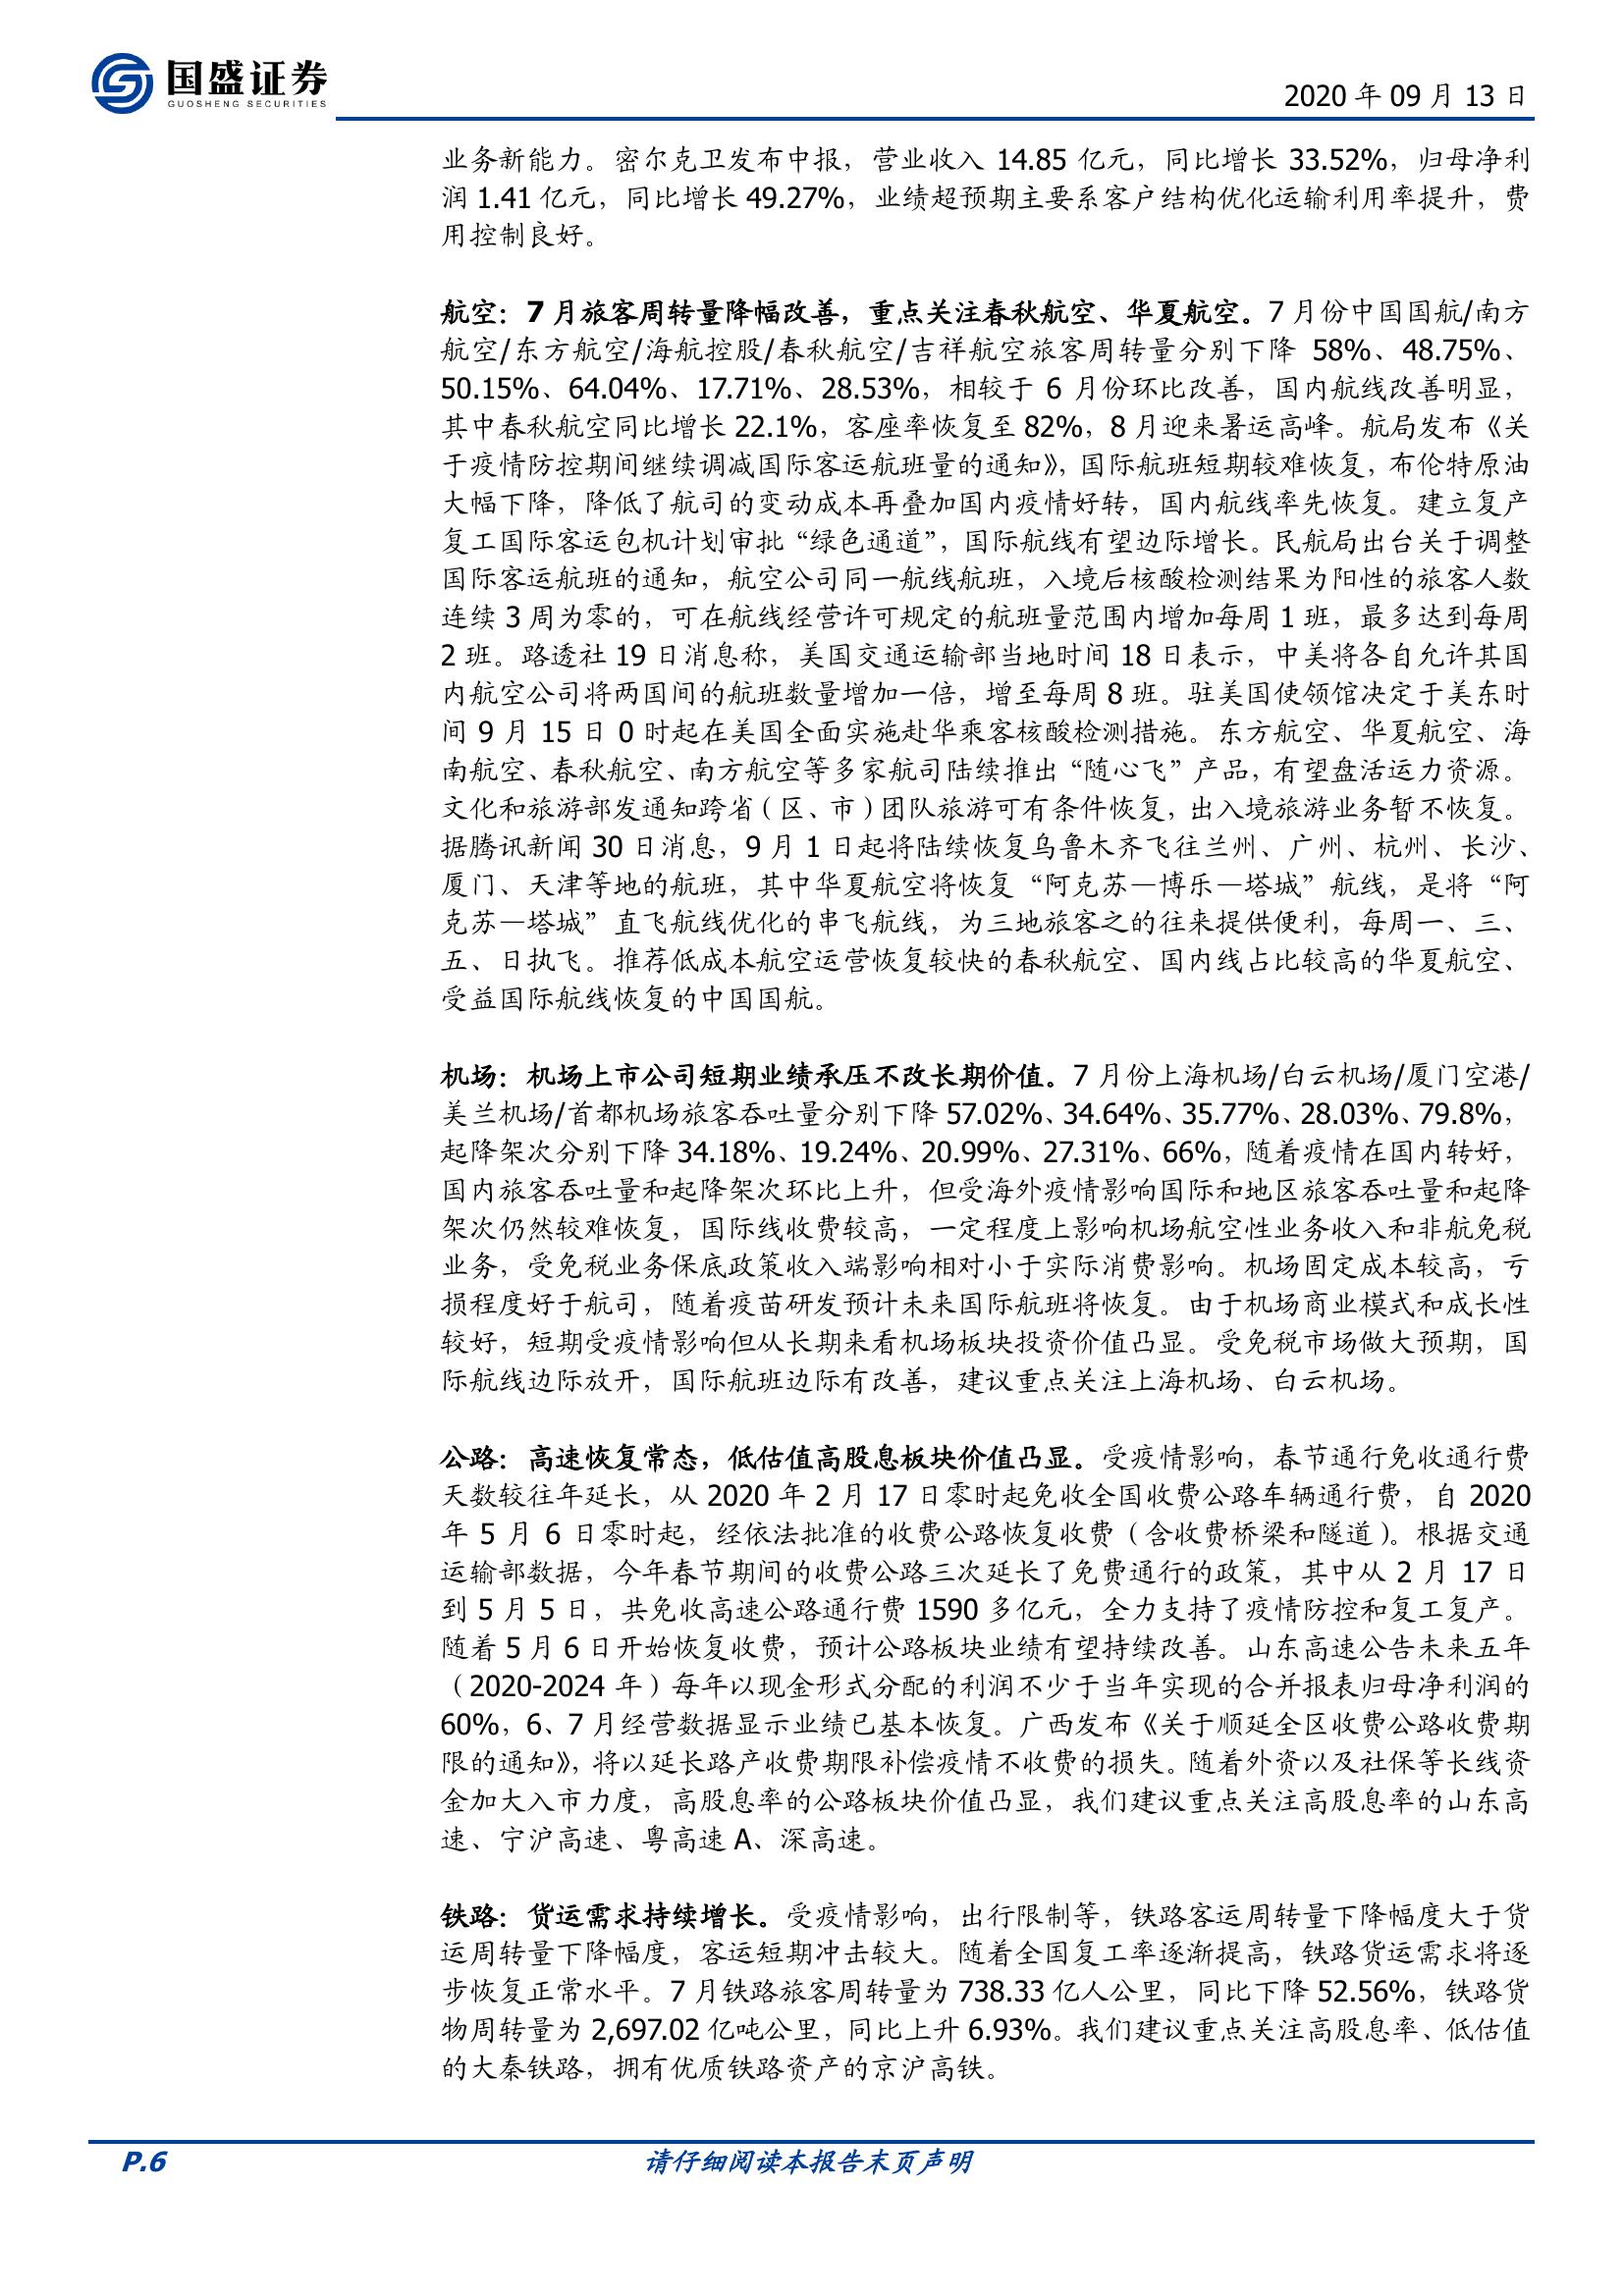 国盛证券
GUOSHENG SECURITIES
2020 年 09 月 13 日
业务新能力。密尔克卫发布中报，营业收入 14.85 亿元，同比增长 33.52%，归母净利
润 1.41 亿元，同比增长 49.27%，业绩超预期主要系客户结构优化运输利用率提升，费
用控制良好。
航空：7 月旅客周转量降幅改善，重点关注春秋航空、华夏航空。7 月份中国国航/南方
航空/东方航空/海航控股/春秋航空/吉祥航空旅客周转量分别下降 58%、48.75%、
50.15%、64.04%、17.71%、28.53%，相较于 6 月份环比改善，国内航线改善明显，
其中春秋航空同比增长 22.1%，客座率恢复至 82%，8 月迎来暑运高峰。航局发布《关
于疫情防控期间继续调减国际客运航班量的通知》，国际航班短期较难恢复，布伦特原油
大幅下降，降低了航司的变动成本再叠加国内疫情好转，国内航线率先恢复。建立复产
复工国际客运包机计划审批“绿色通道”，国际航线有望边际增长。民航局出台关于调整
国际客运航班的通知，航空公司同一航线航班，入境后核酸检测结果为阳性的旅客人数
连续 3 周为零的，可在航线经营许可规定的航班量范围内增加每周 1 班，最多达到每周
2 班。路透社 19 日消息称，美国交通运输部当地时间 18 日表示，中美将各自允许其国
内航空公司将两国间的航班数量增加一倍，增至每周 8 班。驻美国使领馆决定于美东时
间 9 月 15 日 0 时起在美国全面实施赴华乘客核酸检测措施。东方航空、华夏航空、海
南航空、春秋航空、南方航空等多家航司陆续推出“随心飞”产品，有望盘活运力资源。
文化和旅游部发通知跨省（区、市）团队旅游可有条件恢复，出入境旅游业务暂不恢复。
据腾讯新闻 30 日消息，9 月 1 日起将陆续恢复乌鲁木齐飞往兰州、广州、杭州、长沙、
厦门、天津等地的航班，其中华夏航空将恢复“阿克苏—博乐—塔城”航线，是将“阿
克苏—塔城”直飞航线优化的串飞航线，为三地旅客之的往来提供便利，每周一、三、
五、日执飞。推荐低成本航空运营恢复较快的春秋航空、国内线占比较高的华夏航空、
受益国际航线恢复的中国国航。
机场：机场上市公司短期业绩承压不改长期价值。7 月份上海机场/白云机场/厦门空港/
美兰机场/首都机场旅客吞吐量分别下降 57.02%、34.64%、35.77%、28.03%、79.8%，
起降架次分别下降 34.18%、19.24%、20.99%、27.31%、66%，随着疫情在国内转好，
国内旅客吞吐量和起降架次环比上升，但受海外疫情影响国际和地区旅客吞吐量和起降
架次仍然较难恢复，国际线收费较高，一定程度上影响机场航空性业务收入和非航免税
业务，受免税业务保底政策收入端影响相对小于实际消费影响。机场固定成本较高，亏
损程度好于航司，随着疫苗研发预计未来国际航班将恢复。由于机场商业模式和成长性
较好，短期受疫情影响但从长期来看机场板块投资价值凸显。受免税市场做大预期，国
际航线边际放开，国际航班边际有改善，建议重点关注上海机场、白云机场。
公路：高速恢复常态，低估值高股息板块价值凸显。受疫情影响，春节通行免收通行费
天数较往年延长，从 2020 年 2 月 17 日零时起免收全国收费公路车辆通行费，自 2020
年 5 月 6 日零时起，经依法批准的收费公路恢复收费（含收费桥梁和隧道）。根据交通
运输部数据，今年春节期间的收费公路三次延长了免费通行的政策，其中从 2 月 17 日
到 5 月 5 日，共免收高速公路通行费 1590 多亿元，全力支持了疫情防控和复工复产。
随着 5 月 6 日开始恢复收费，预计公路板块业绩有望持续改善。山东高速公告未来五年
（2020-2024 年）每年以现金形式分配的利润不少于当年实现的合并报表归母净利润的
60%，6、7 月经营数据显示业绩已基本恢复。广西发布《关于顺延全区收费公路收费期
限的通知》，将以延长路产收费期限补偿疫情不收费的损失。随着外资以及社保等长线资
金加大入市力度，高股息率的公路板块价值凸显，我们建议重点关注高股息率的山东高
速、宁沪高速、粤高速 A、深高速。
铁路：货运需求持续增长。受疫情影响，出行限制等，铁路客运周转量下降幅度大于货
运周转量下降幅度，客运短期冲击较大。随着全国复工率逐渐提高，铁路货运需求将逐
步恢复正常水平。7 月铁路旅客周转量为 738.33 亿人公里，同比下降 52.56%，铁路货
物周转量为 2,697.02 亿吨公里，同比上升 6.93%。我们建议重点关注高股息率、低估值
的大秦铁路，拥有优质铁路资产的京沪高铁。
P.6
请仔细阅读本报告末页声明